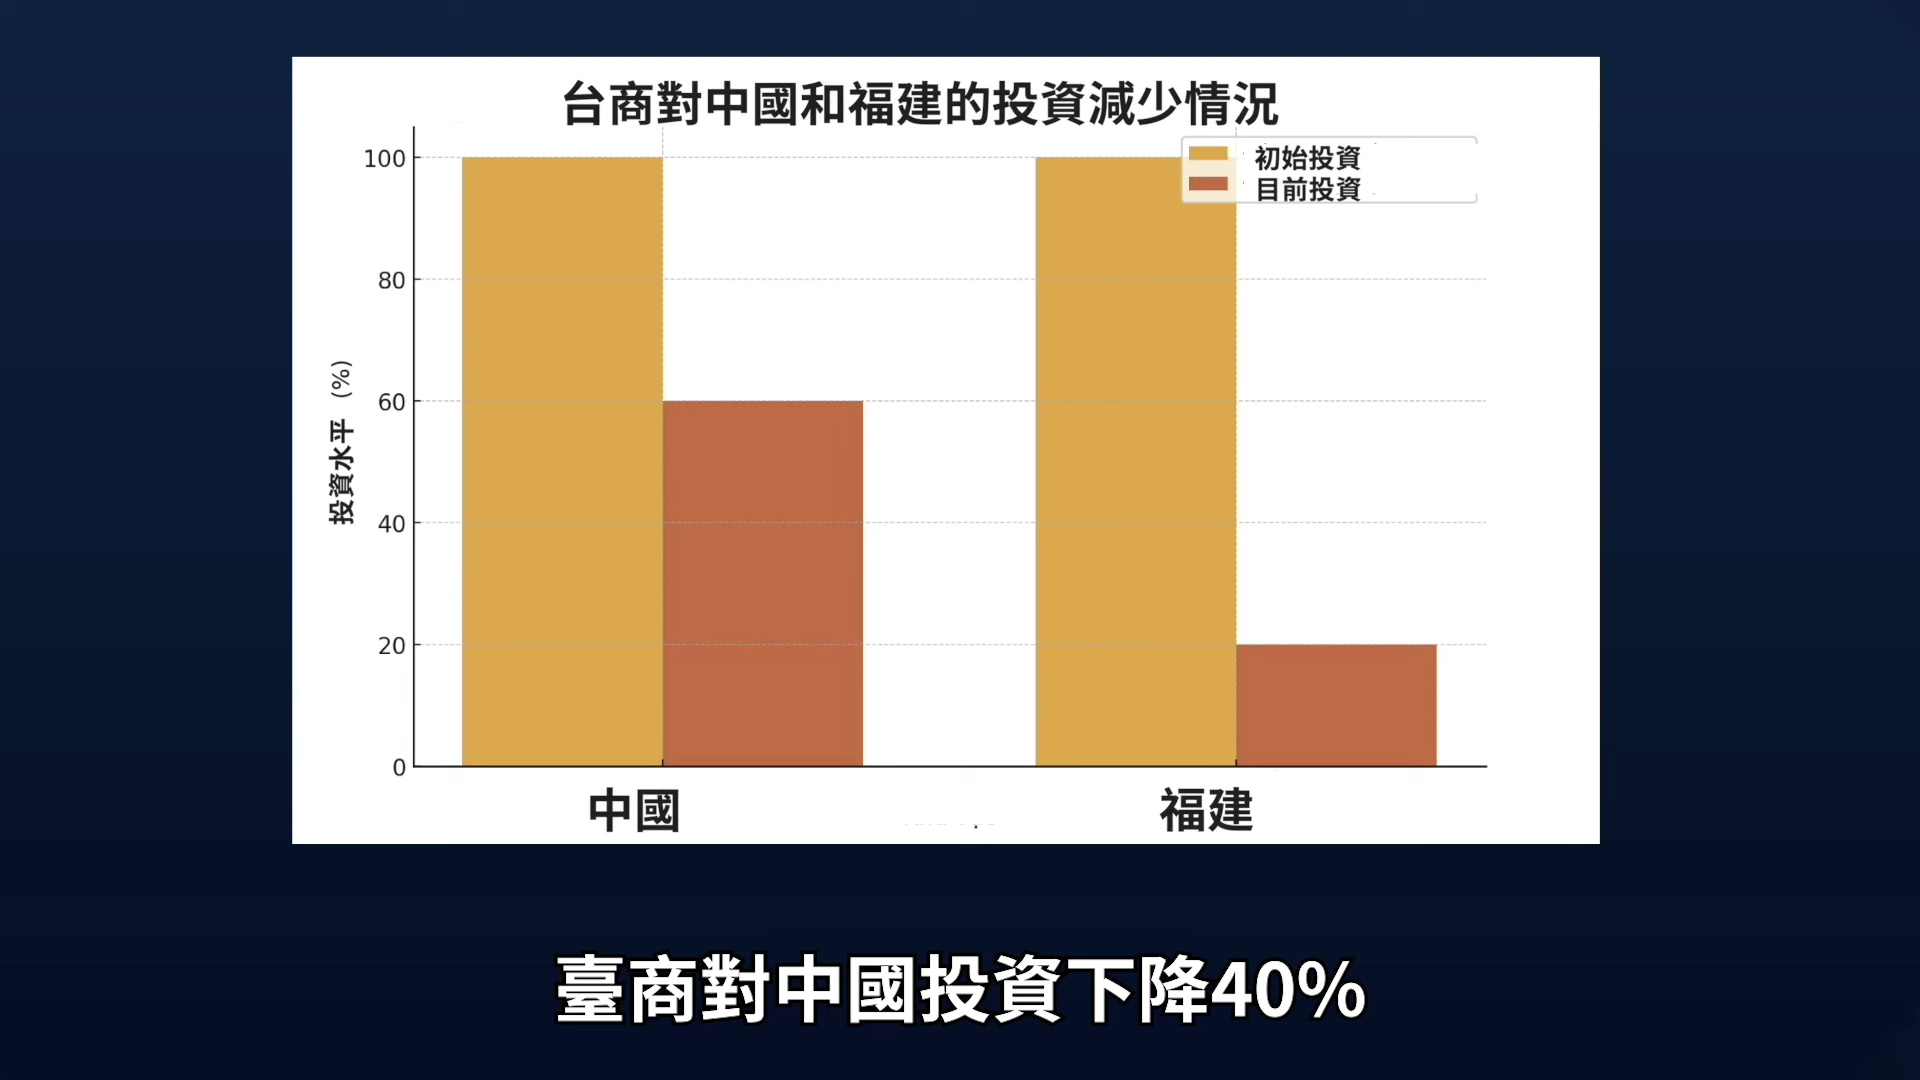 台商對中國和福建的投資減少情況
初始投資
目前投資
投資水平 (%)
100
80
60
40
20
0
中國
福建
臺商對中國投資下降40%